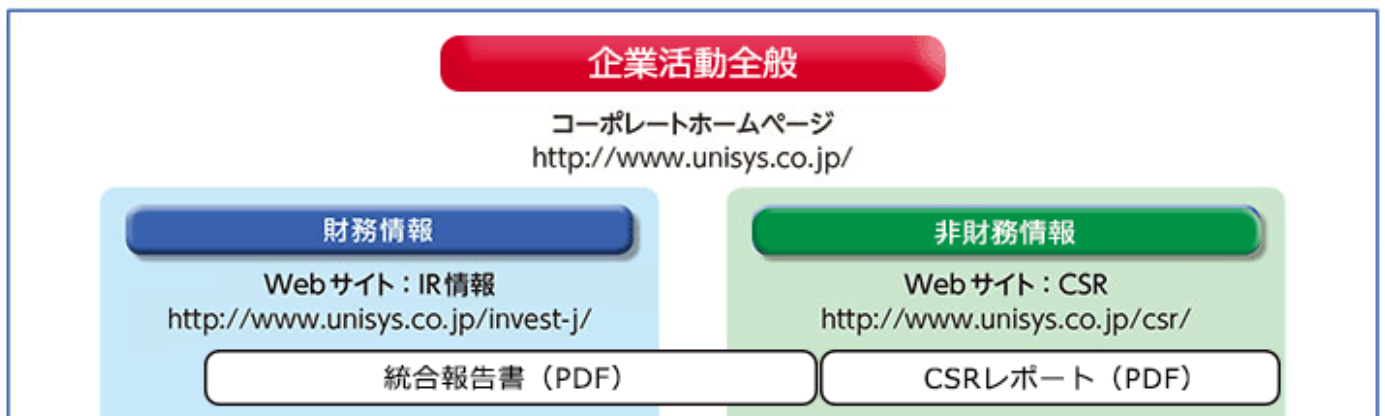 企業活動全般
コーポレートホームページ
http://www.unisys.co.jp/
財務情報
Webサイト：IR情報
http://www.unisys.co.jp/invest-j/
非財務情報
Webサイト：CSR
http://www.unisys.co.jp/csr/
統合報告書（PDF）
CSRレポート（PDF）